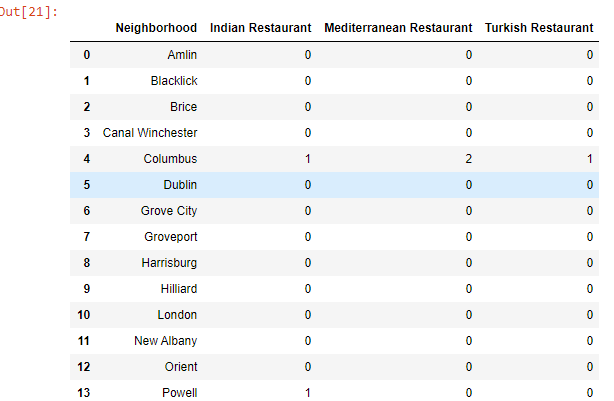 Out[21]:
Neighborhood Indian Restaurant Mediterranean Restaurant Turkish Restaurant
0 Amlin 0 0 0
1 Blacklick 0 0 0
2 Brice 0 0 0
3 Canal Winchester 0 0 0
4 Columbus 1 2 1
5 Dublin 0 0 0
6 Grove City 0 0 0
7 Groveport 0 0 0
8 Harrisburg 0 0 0
9 Hilliard 0 0 0
10 London 0 0 0
11 New Albany 0 0 0
12 Orient 0 0 0
13 Powell 1 0 0